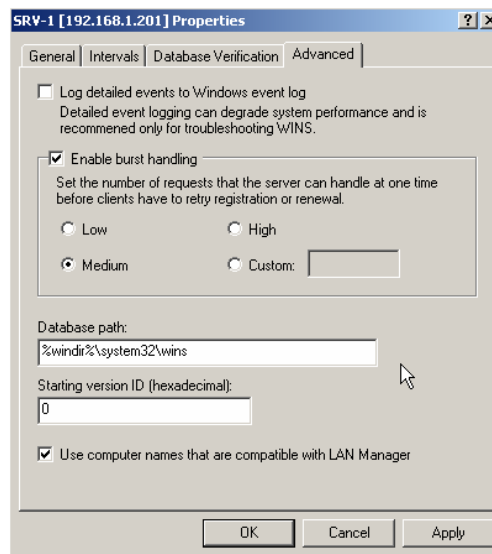 SRV-1 [192.168.1.201] Properties
General
Intervals
Database Verification
Advanced
Log detailed events to Windows event log
Detailed event logging can degrade system performance and is
recommened only for troubleshooting WINS.
Enable burst handling
Set the number of requests that the server can handle at one time
before clients have to retry registration or renewal.
Low
High
Medium
Custom:
Database path:
%windir%\system32\wins
Starting version ID (hexadecimal):
0
Use computer names that are compatible with LAN Manager
OK
Cancel
Apply